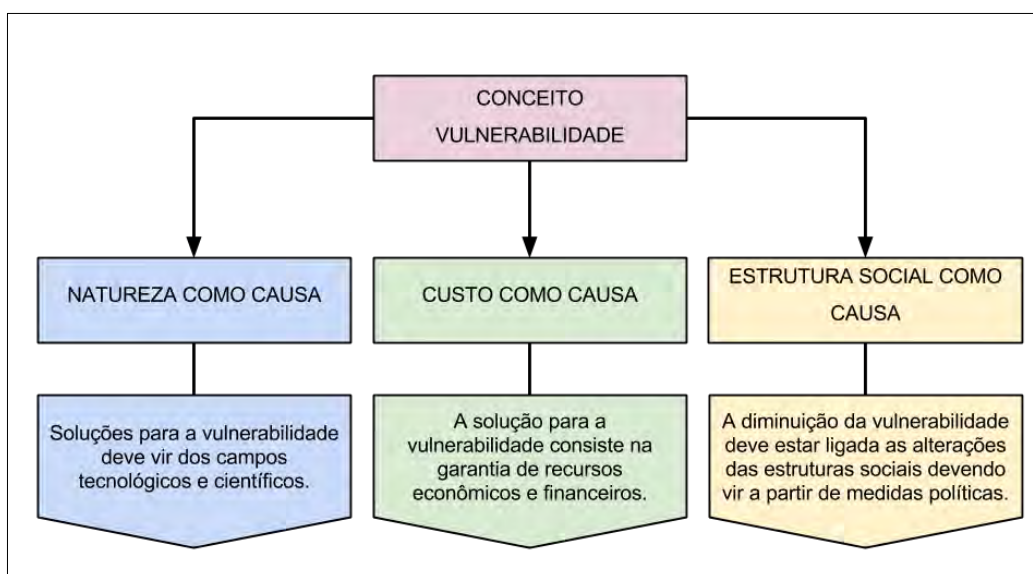 CONCEITO
VULNERABILIDADE
NATUREZA COMO CAUSA
CUSTO COMO CAUSA
ESTRUTURA SOCIAL COMO
CAUSA
Soluções para a vulnerabilidade
deve vir dos campos
tecnológicos e científicos.
A solução para a
vulnerabilidade consiste na
garantia de recursos
econômicos e financeiros.
A diminuição da vulnerabilidade
deve estar ligada as alterações
das estruturas sociais devendo
vir a partir de medidas políticas.